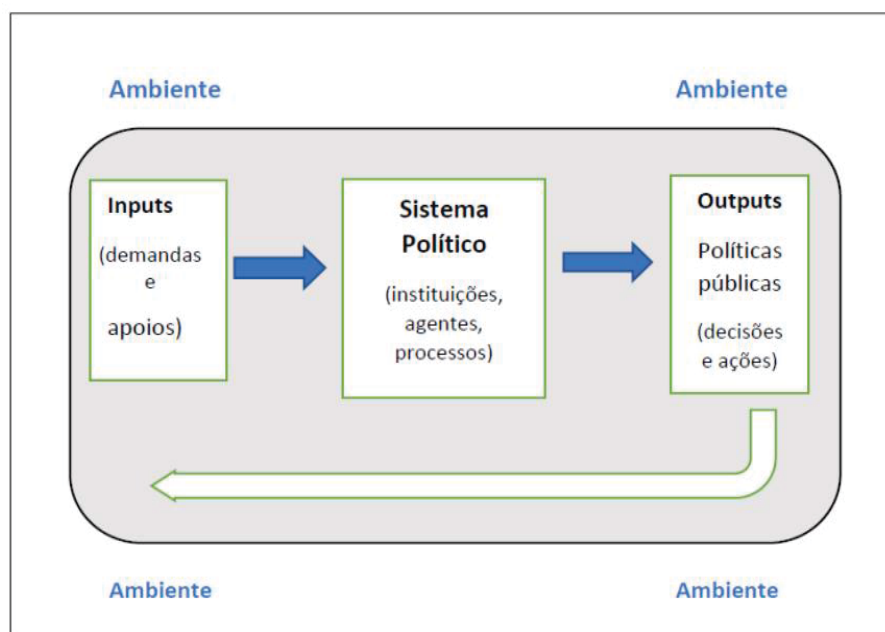 Ambiente
Ambiente
Inputs
(demandas
e
apoios)
Sistema
Político
(instituições,
agentes,
processos)
Outputs
Políticas
públicas
(decisões
e ações)
Ambiente
Ambiente